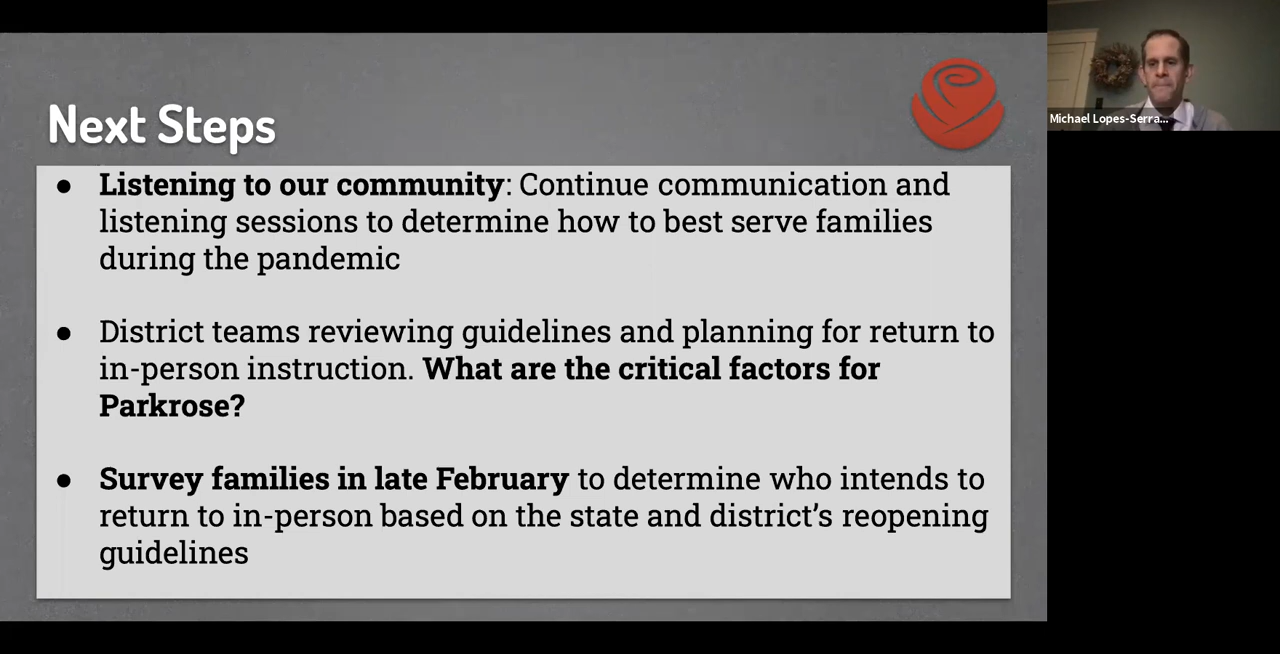 Next Steps
● Listening to our community: Continue communication and
listening sessions to determine how to best serve families
during the pandemic
● District teams reviewing guidelines and planning for return to
in-person instruction. What are the critical factors for
Parkrose?
● Survey families in late February to determine who intends to
return to in-person based on the state and district’s reopening
guidelines
Michael Lopes-Serra...